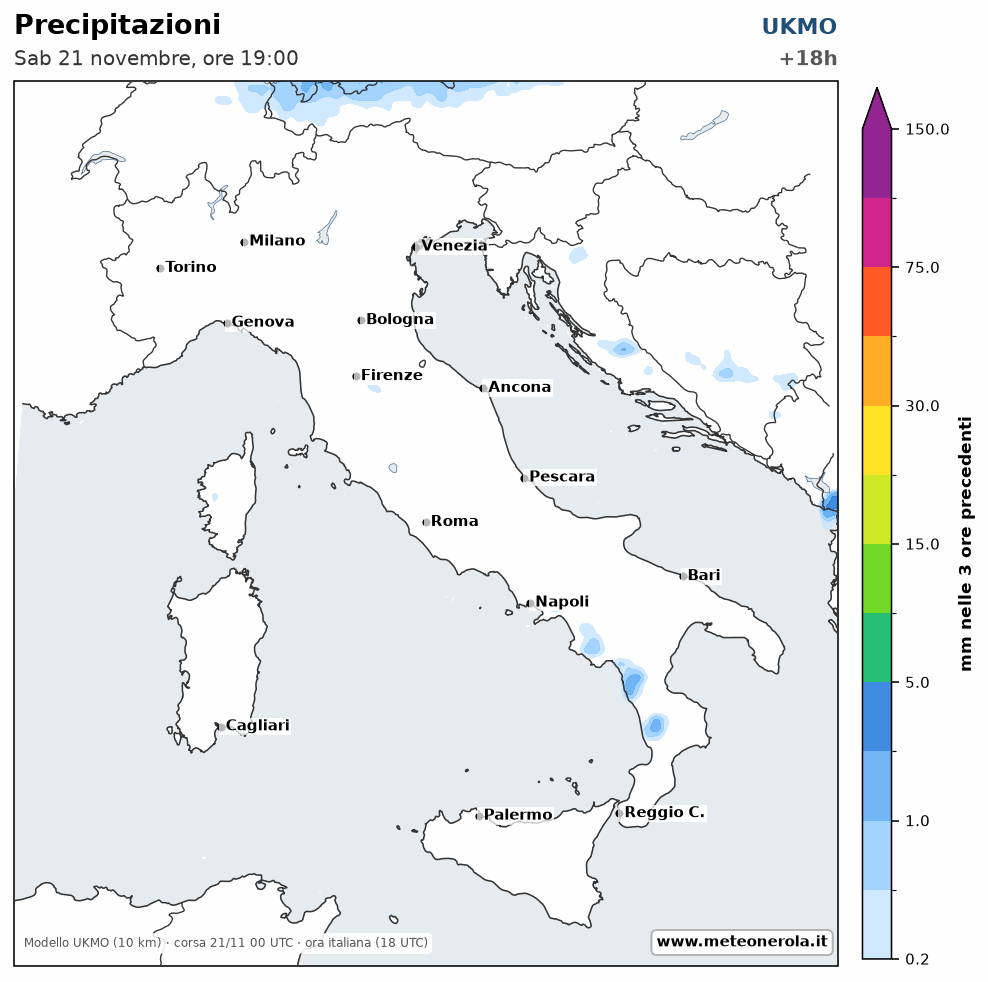 Precipitazioni
UKMO
Sab 21 novembre, ore 19:00
+18h
150.0
Milano
Venezia
Torino
75.0
Genova
Bologna
Firenze
Ancona
30.0
Pescara
Roma
15.0
Bari
Napoli
mm nelle 3 ore precedenti
5.0
Cagliari
Palermo
Reggio C.
1.0
Modello UKMO (10 km) · corsa 21/11 00 UTC · ora italiana (18 UTC)
www.meteonerola.it
0.2